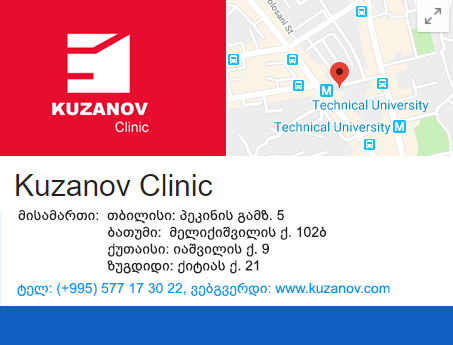 KUZANOV
Clinic
olosani St
Technical University
Technical University
Kuzanov Clinic
მისამართი: თბილისი: პეკინის გამზ. 5
ბათუმი: მელიქიშვილის ქ. 102ბ
ქუთაისი: იაშვილის ქ. 9
ზუგდიდი: ქიტიას ქ. 21
ტელ: (+995) 577 17 30 22, ვებგვერდი: www.kuzanov.com